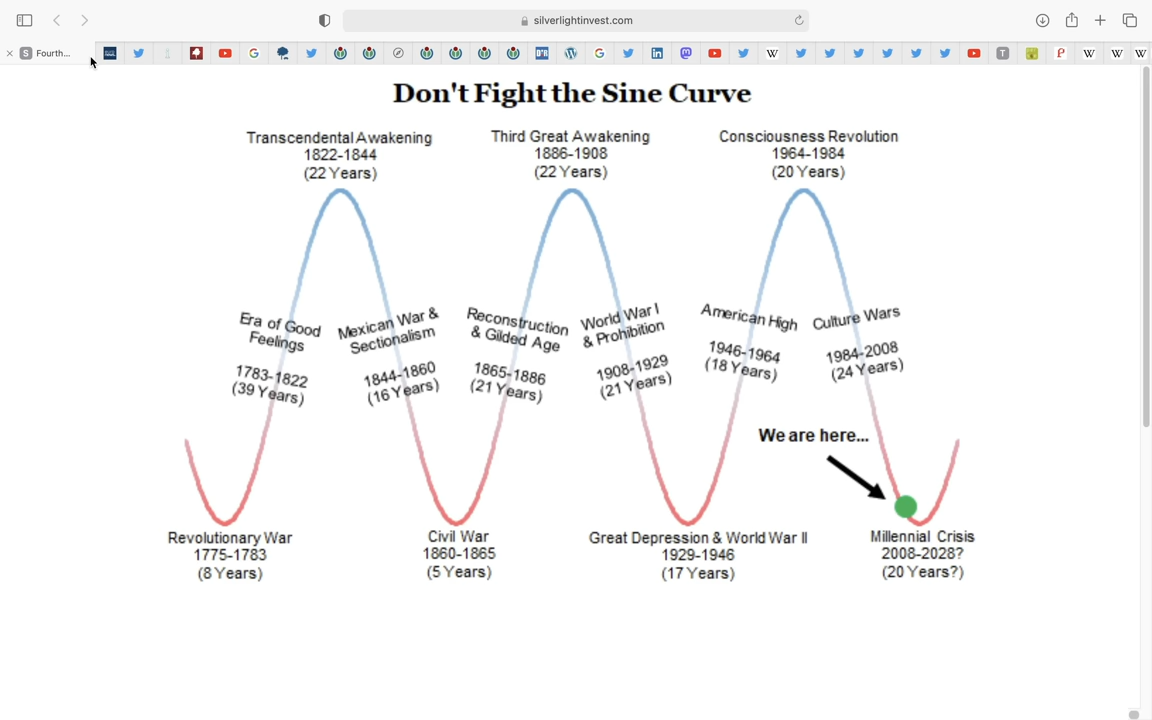 silverlightinvest.com
S Fourth...
Don't Fight the Sine Curve
Transcendental Awakening
1822-1844
(22 Years)
Third Great Awakening
1886-1908
(22 Years)
Consciousness Revolution
1964-1984
(20 Years)
Era of Good
Feelings
1783-1822
(39 Years)
Mexican War &
Sectionalism
1844-1860
(16 Years)
Reconstruction
& Gilded Age
1865-1886
(21 Years)
World War I
& Prohibition
1908-1929
(21 Years)
American High
1946-1964
(18 Years)
Culture Wars
1984-2008
(24 Years)
We are here...
Revolutionary War
1775-1783
(8 Years)
Civil War
1860-1865
(5 Years)
Great Depression & World War II
1929-1946
(17 Years)
Millennial Crisis
2008-2028?
(20 Years?)